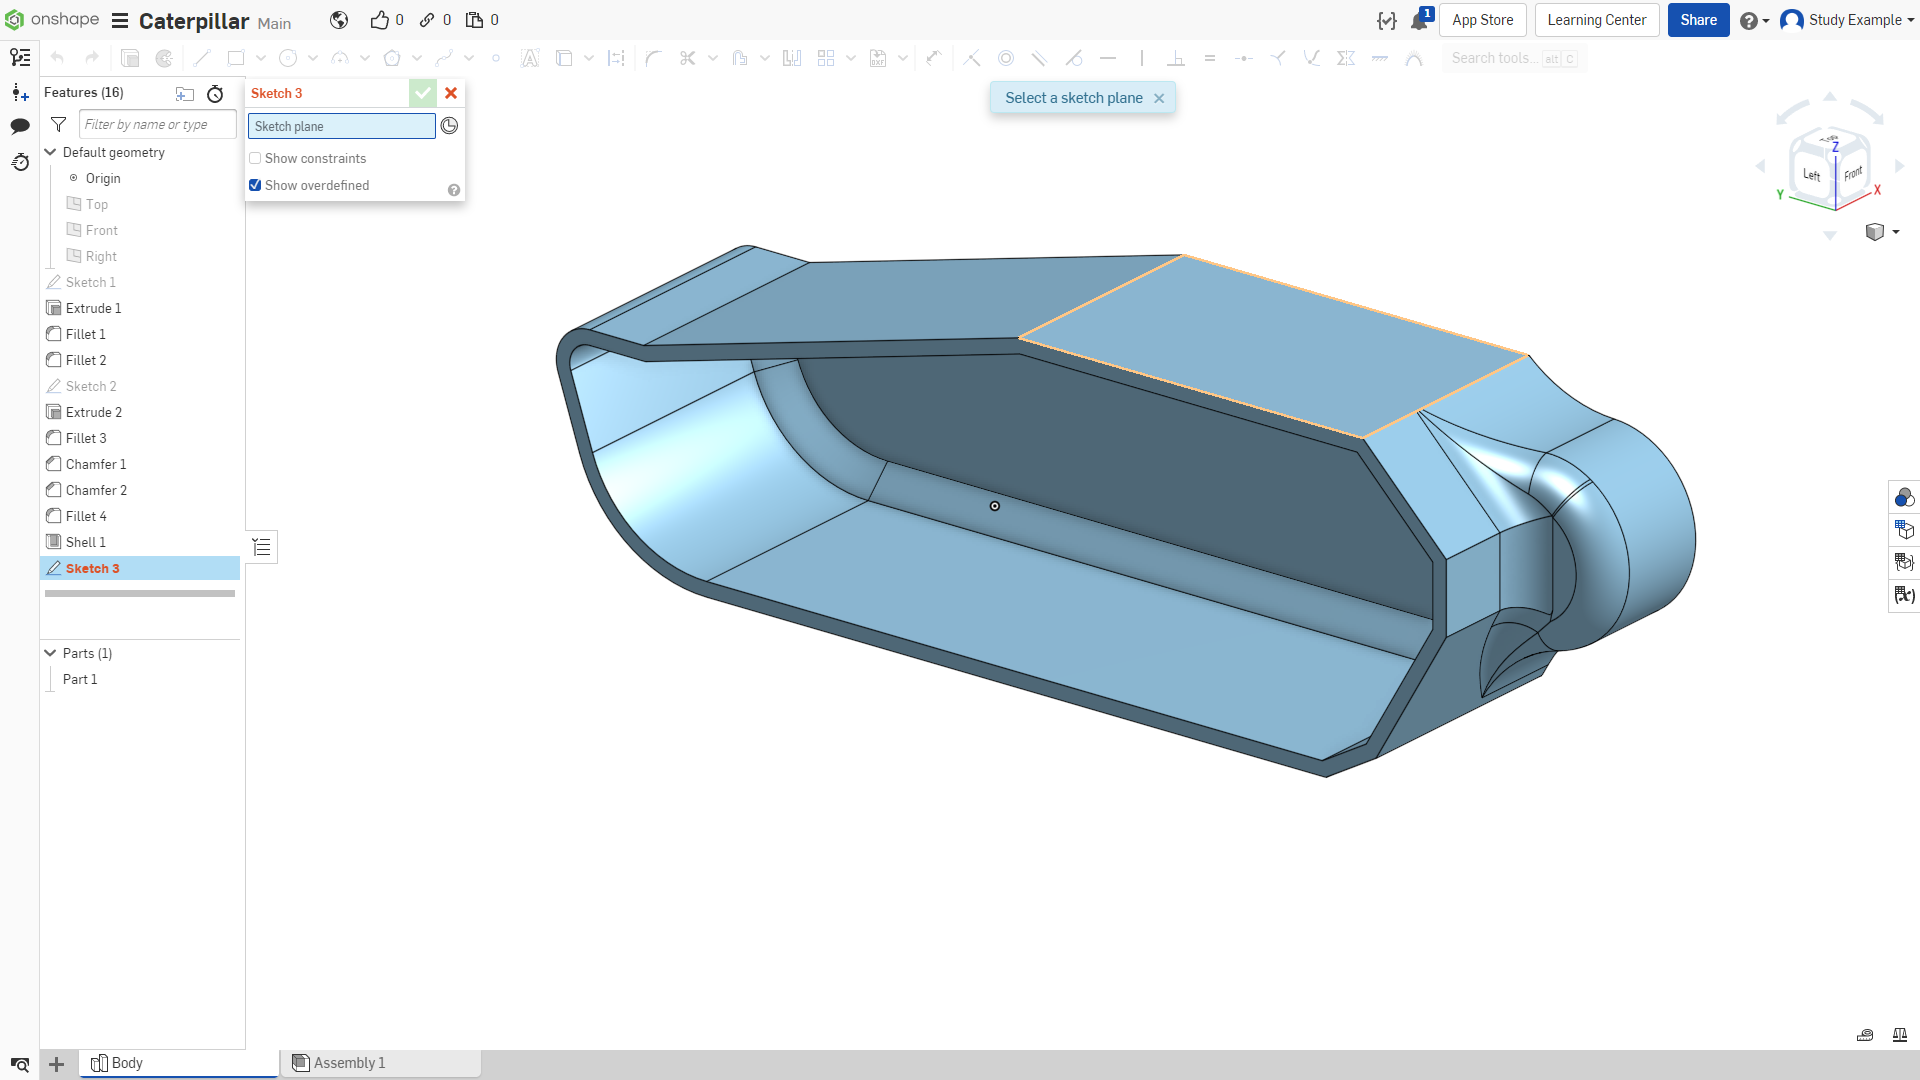 onshape Caterpillar Main 0 0 0 1 App Store Learning Center Share Study Example
Search tools... alt C
Features (16)
Filter by name or type
Default geometry
Origin
Top
Front
Right
Sketch 1
Extrude 1
Fillet 1
Fillet 2
Sketch 2
Extrude 2
Fillet 3
Chamfer 1
Chamfer 2
Fillet 4
Shell 1
Sketch 3
Parts (1)
Part 1
Sketch 3
Sketch plane
Show constraints
Show overdefined
Select a sketch plane
Top
Z
Left Front
Y X
Body Assembly 1